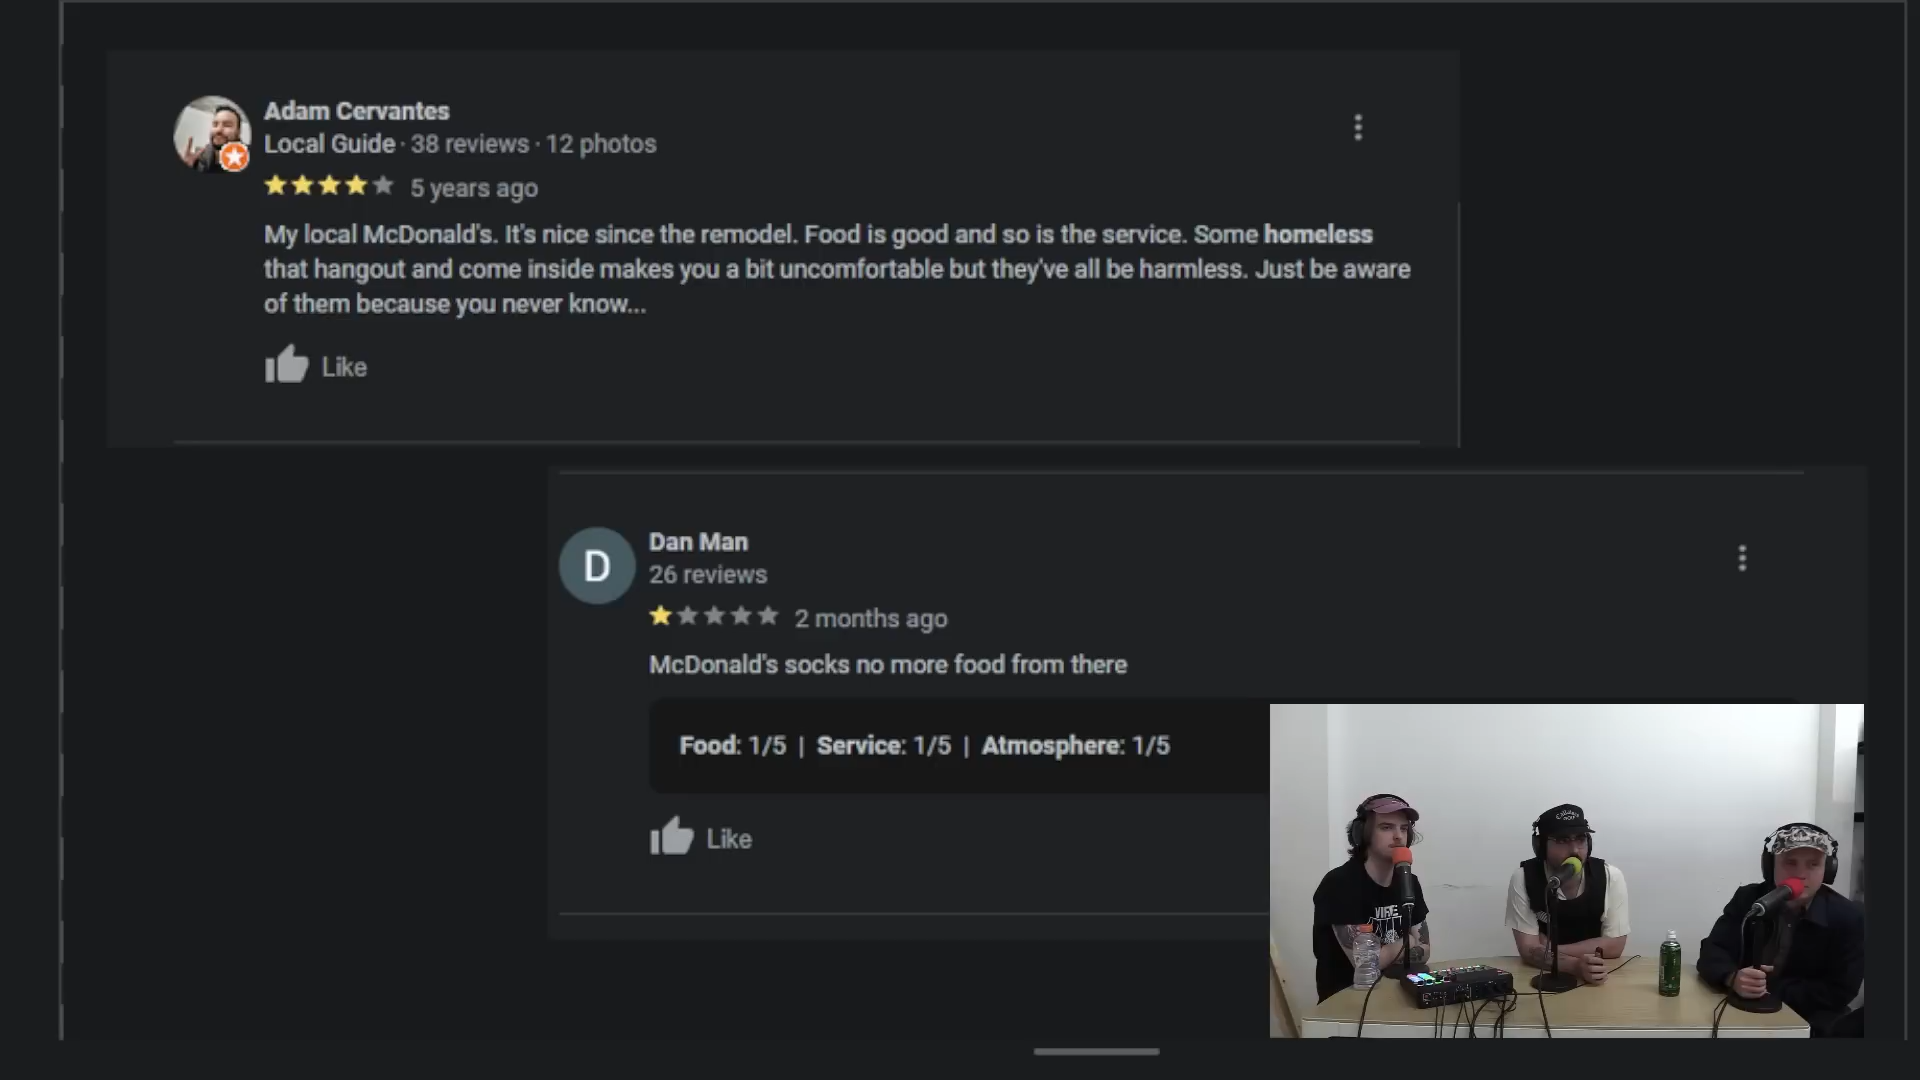 Adam Cervantes
Local Guide · 38 reviews · 12 photos
5 years ago
My local McDonald's. It's nice since the remodel. Food is good and so is the service. Some homeless
that hangout and come inside makes you a bit uncomfortable but they've all be harmless. Just be aware
of them because you never know...
Like
D
Dan Man
26 reviews
2 months ago
McDonald's socks no more food from there
Food: 1/5 | Service: 1/5 | Atmosphere: 1/5
Like